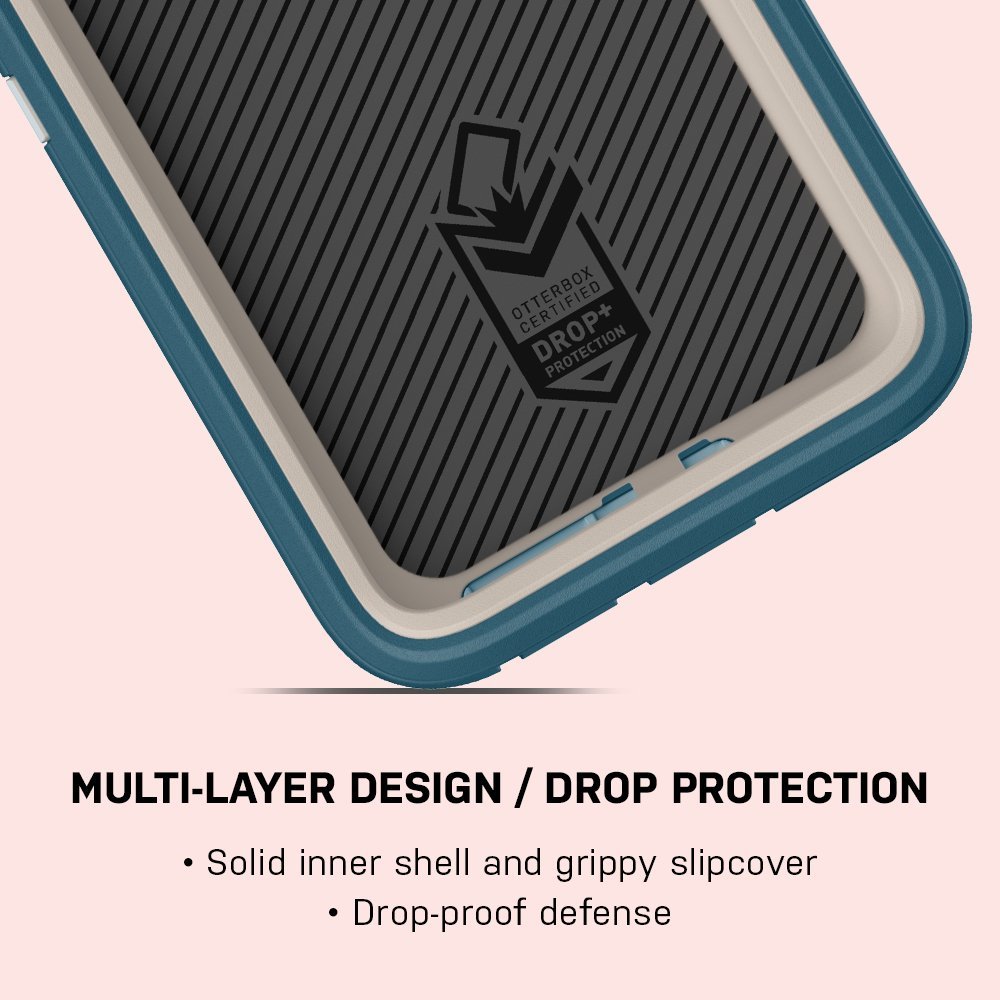 OTTERBOX
CERTIFIED
DROP+
PROTECTION
MULTI-LAYER DESIGN / DROP PROTECTION
• Solid inner shell and grippy slipcover
• Drop-proof defense